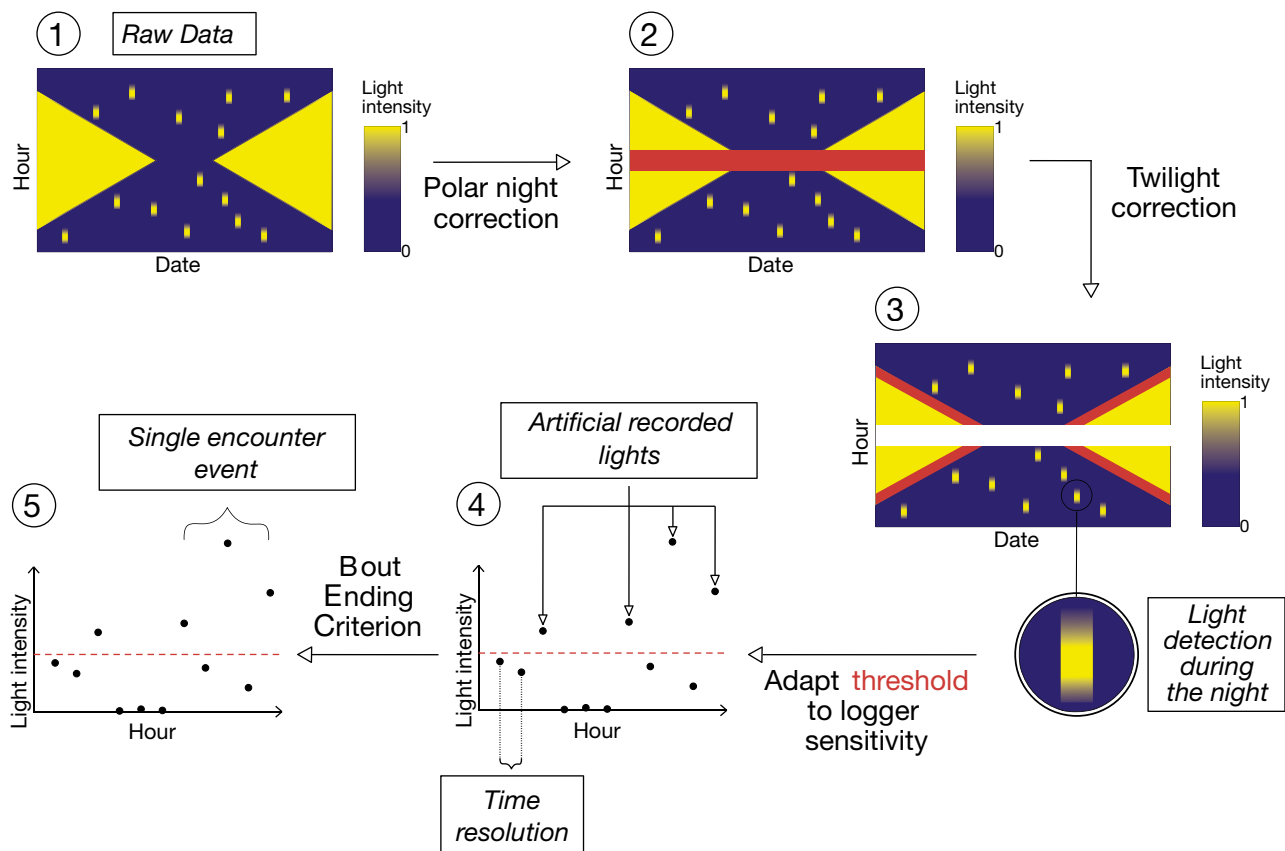 1
Raw Data
Light
intensity
1
0
Hour
Date
Polar night
correction
2
Light
intensity
1
0
Hour
Date
Twilight
correction
3
Light
intensity
1
0
Hour
Date
Light
detection
during
the night
Adapt threshold
to logger
sensitivity
4
Artificial recorded
lights
Light intensity
Hour
Time
resolution
Bout
Ending
Criterion
5
Single encounter
event
Light intensity
Hour